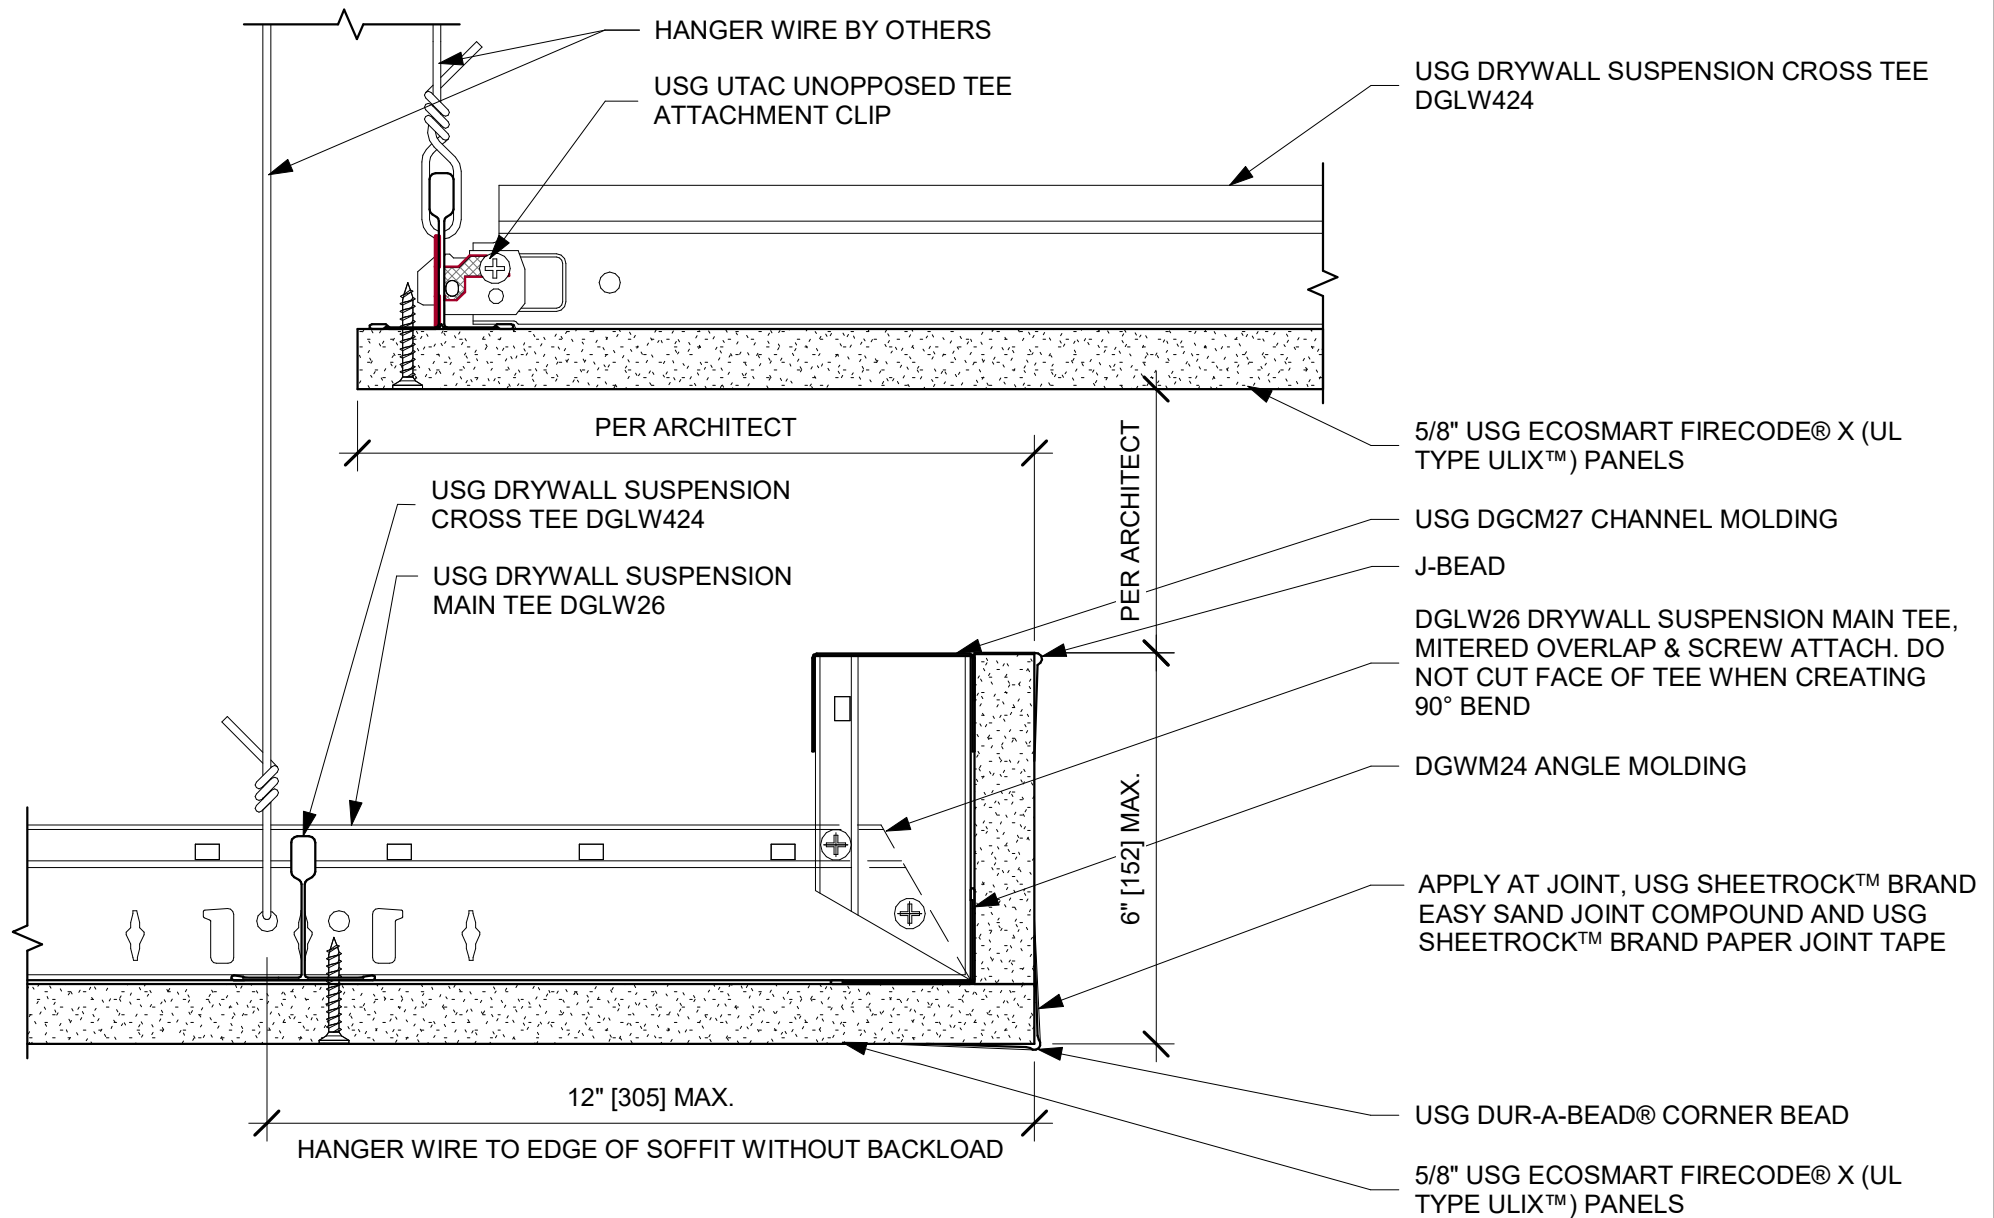 HANGER WIRE BY OTHERS
USG UTAC UNOPPOSED TEE
ATTACHMENT CLIP
USG DRYWALL SUSPENSION CROSS TEE
DGLW424
PER ARCHITECT
PER ARCHITECT
5/8" USG ECOSMART FIRECODE® X (UL
TYPE ULIX™) PANELS
USG DRYWALL SUSPENSION
CROSS TEE DGLW424
USG DGCM27 CHANNEL MOLDING
J-BEAD
USG DRYWALL SUSPENSION
MAIN TEE DGLW26
DGLW26 DRYWALL SUSPENSION MAIN TEE,
MITERED OVERLAP & SCREW ATTACH. DO
NOT CUT FACE OF TEE WHEN CREATING
90° BEND
DGWM24 ANGLE MOLDING
6" [152] MAX.
APPLY AT JOINT, USG SHEETROCK™ BRAND
EASY SAND JOINT COMPOUND AND USG
SHEETROCK™ BRAND PAPER JOINT TAPE
12" [305] MAX.
HANGER WIRE TO EDGE OF SOFFIT WITHOUT BACKLOAD
USG DUR-A-BEAD® CORNER BEAD
5/8" USG ECOSMART FIRECODE® X (UL
TYPE ULIX™) PANELS